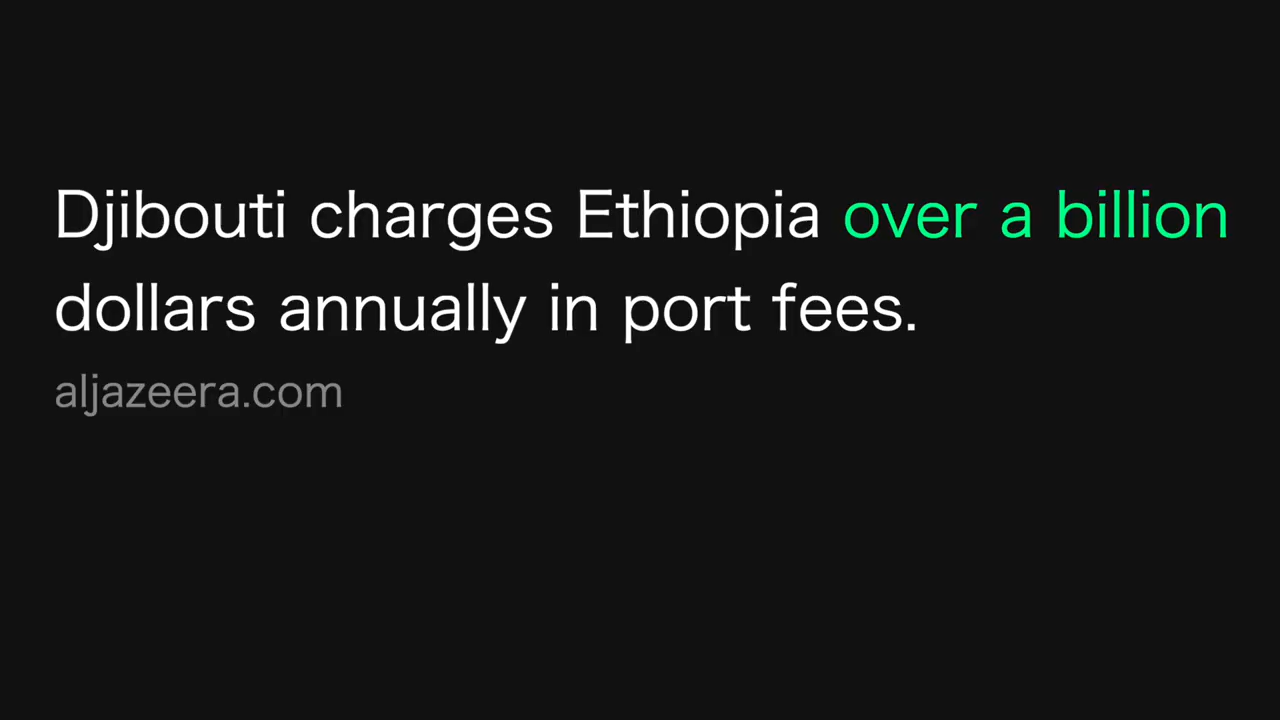 Djibouti charges Ethiopia over a billion
dollars annually in port fees.
aljazeera.com